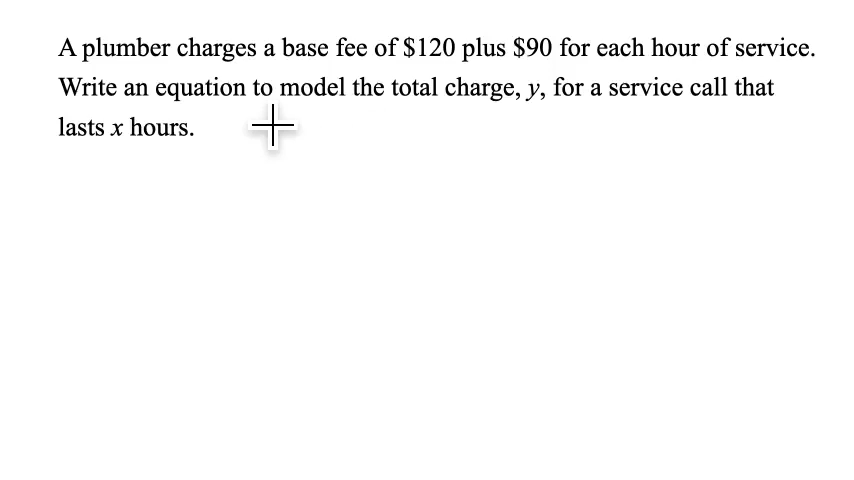 A plumber charges a base fee of $120 plus $90 for each hour of service.
Write an equation to model the total charge, y, for a service call that
lasts x hours.